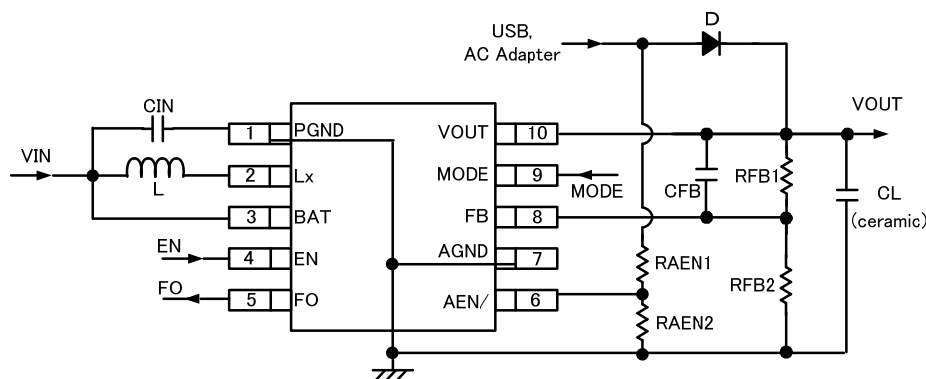 USB,
AC Adapter
D
CIN
VIN
L
1
PGND
2
Lx
3
BAT
EN
4
EN
FO
5
FO
VOUT
10
MODE
9
MODE
FB
8
AGND
7
AEN/
6
VOUT
CFB
RFB1
CL
(ceramic)
RAEN1
RFB2
RAEN2